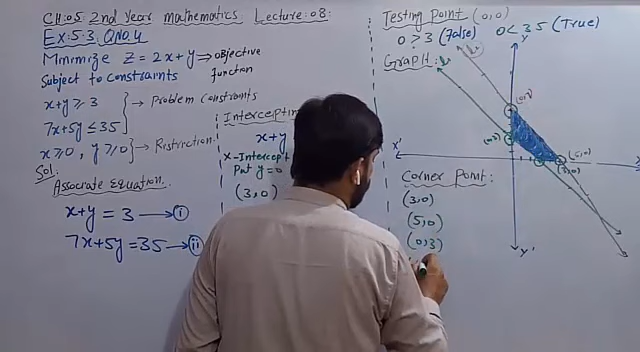 CH:05 2nd Year mathematics Lecture:08.
Ex:5.3 Q NO.4
Minimize Z = 2x+y ⇒ objective function
Subject to constraints
x+y ≥ 3
7x+5y ≤ 35 } → Problem Constraints
x ≥ 0, y ≥ 0 } → Restriction.
Sol:
Associate Equation.
x+y = 3 → (i)
7x+5y = 35 → (ii)
x+y
x-Intercept
Put y=0
(3,0)
Testing Point (0,0)
0 > 3 (False) 0 < 35 (True)
Graph:
y
x'
y'
(5,0)
(3,0)
Corner Point:
(3,0)
(5,0)
(0,3)